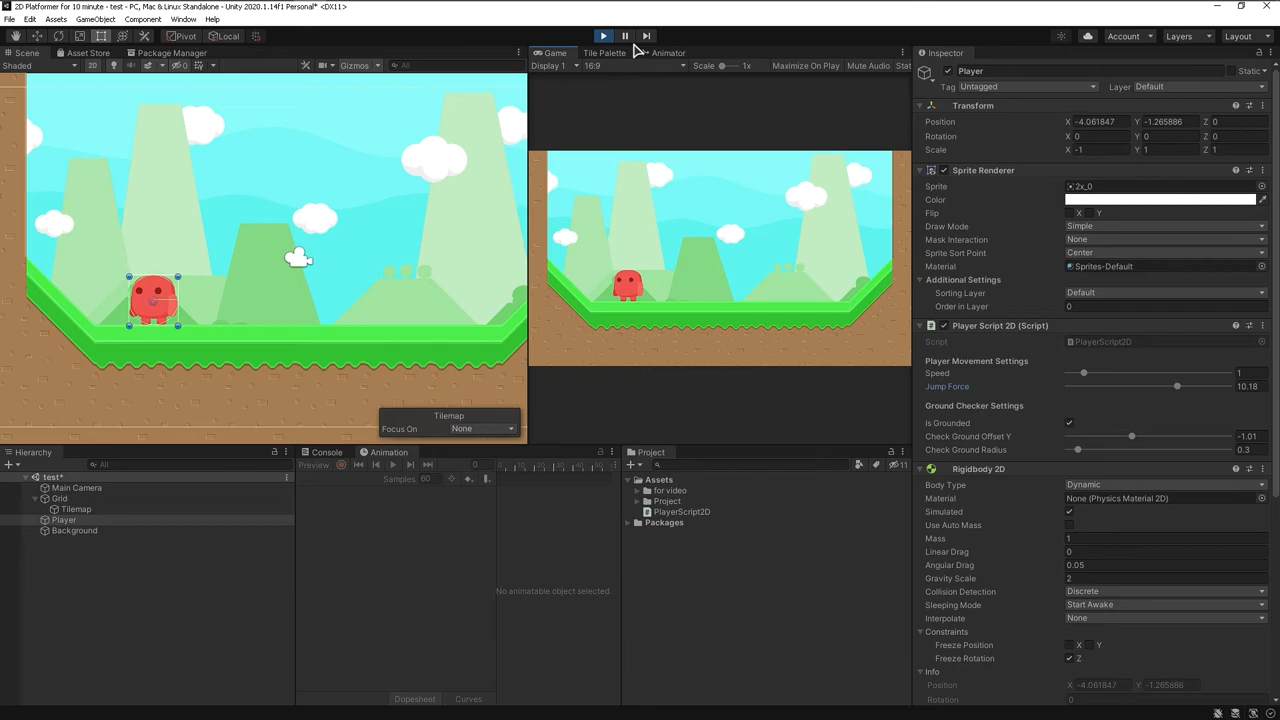 2D Platformer for 10 minute - test - PC, Mac & Linux Standalone - Unity 2020.1.14f1 Personal* <DX11>
File Edit Assets GameObject Component Window Help
Pivot Local Account Layers Layout
Scene Asset Store Package Manager
Shaded 2D 0 Gizmos All
Game Tile Palette Animator
Display 1 16:9 Scale 1x Maximize On Play Mute Audio Stat
Tilemap
Focus On None
Hierarchy
All
test*
Main Camera
Grid
Tilemap
Player
Background
Console Animation
Preview 0
Samples 60
No animatable object selected.
Dopesheet Curves
Project
11
Assets
for video
Project
PlayerScript2D
Packages
Inspector
Player Static
Tag Untagged Layer Default
Transform
Position X -4.061847 Y -1.265886 Z 0
Rotation X 0 Y 0 Z 0
Scale X -1 Y 1 Z 1
Sprite Renderer
Sprite 2x_0
Color
Flip X Y
Draw Mode Simple
Mask Interaction None
Sprite Sort Point Center
Material Sprites-Default
Additional Settings
Sorting Layer Default
Order in Layer 0
Player Script 2D (Script)
Script PlayerScript2D
Player Movement Settings
Speed 1
Jump Force 10.18
Ground Checker Settings
Is Grounded
Check Ground Offset Y -1.01
Check Ground Radius 0.3
Rigidbody 2D
Body Type Dynamic
Material None (Physics Material 2D)
Simulated
Use Auto Mass
Mass 1
Linear Drag 0
Angular Drag 0.05
Gravity Scale 2
Collision Detection Discrete
Sleeping Mode Start Awake
Interpolate None
Constraints
Freeze Position X Y
Freeze Rotation Z
Info
Position X -4.061847 Y -1.265886
Rotation 0